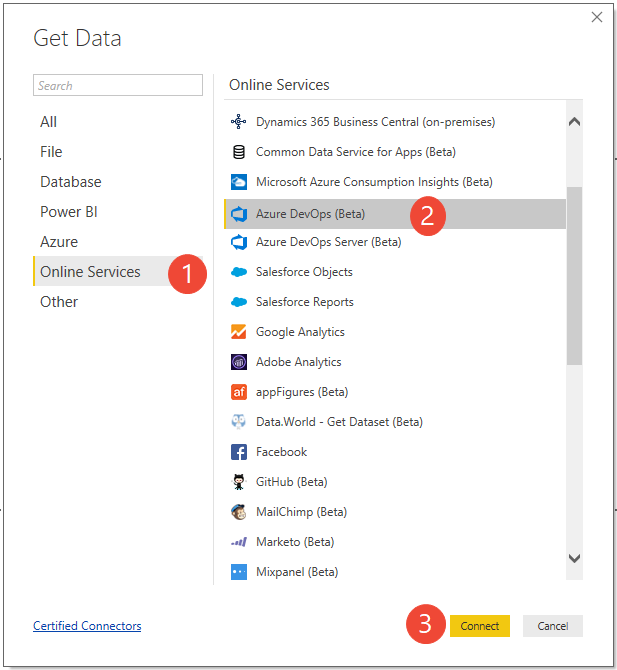 Get Data
Search
All
File
Database
Power BI
Azure
Online Services
1
Other
Online Services
Dynamics 365 Business Central (on-premises)
Common Data Service for Apps (Beta)
Microsoft Azure Consumption Insights (Beta)
Azure DevOps (Beta)
2
Azure DevOps Server (Beta)
Salesforce Objects
Salesforce Reports
Google Analytics
Adobe Analytics
af
appFigures (Beta)
Data.World - Get Dataset (Beta)
Facebook
GitHub (Beta)
MailChimp (Beta)
Marketo (Beta)
Mixpanel (Beta)
Certified Connectors
3
Connect
Cancel